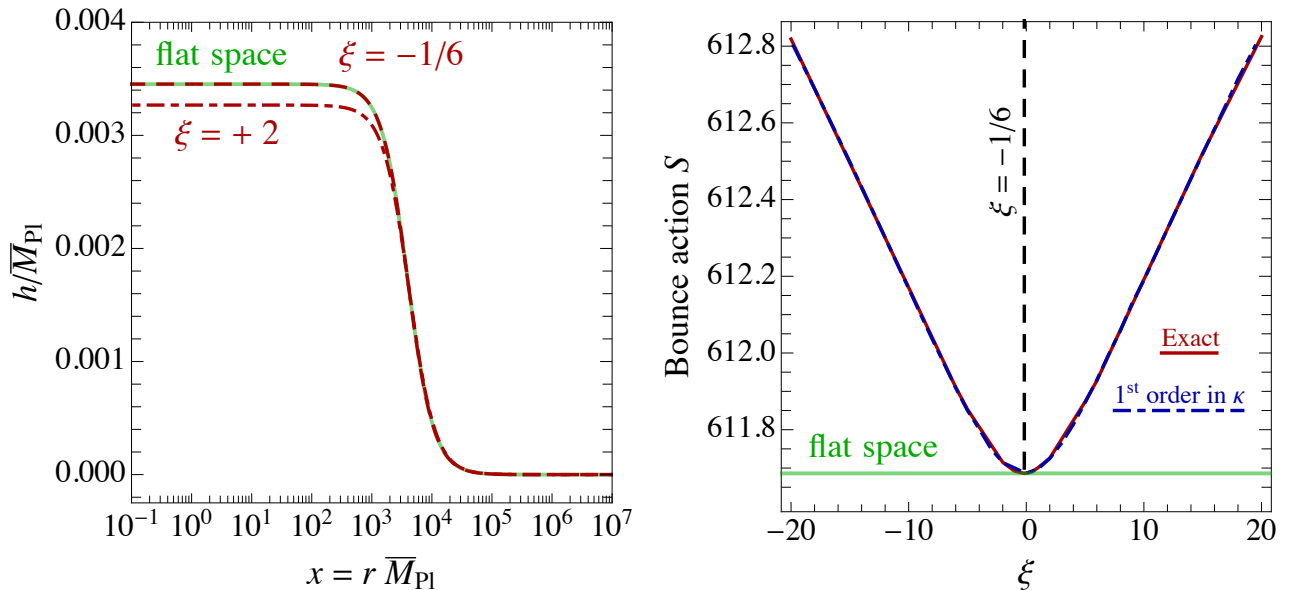 0.004
0.003
0.002
0.001
0.000
h/M̅Pl
flat space
ξ = −1/6
ξ = + 2
10⁻¹ 10⁰ 10¹ 10² 10³ 10⁴ 10⁵ 10⁶ 10⁷
x = r M̅Pl
612.8
612.6
612.4
612.2
612.0
611.8
Bounce action S
ξ = −1/6
Exact
1st order in κ
flat space
−20 −10 0 10 20
ξ